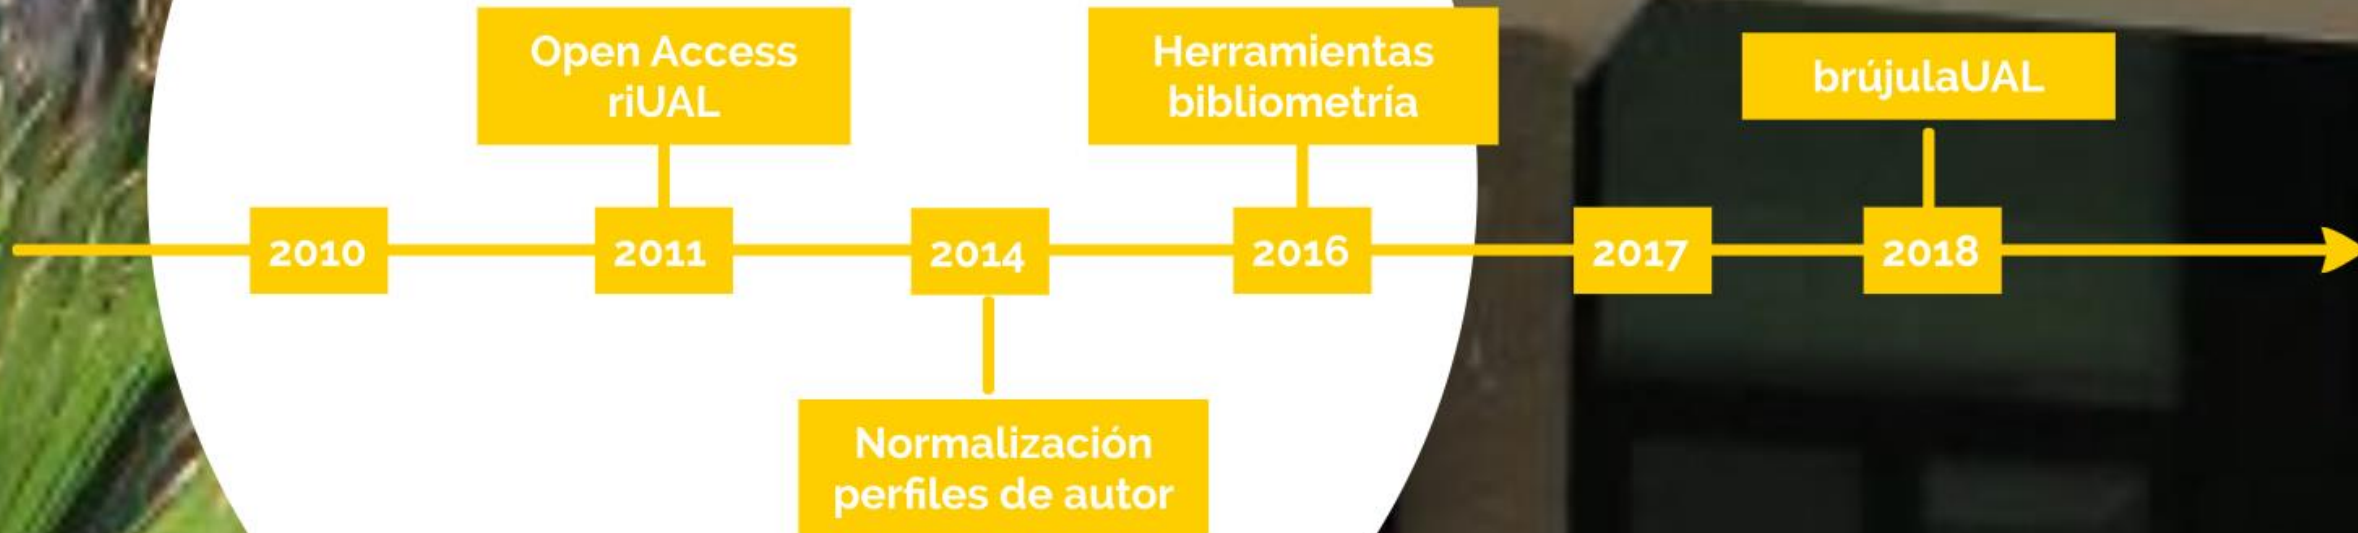 Open Access
riUAL
Herramientas
bibliometría
brújulaUAL
2010
2011
2014
2016
2017
2018
Normalización
perfiles de autor